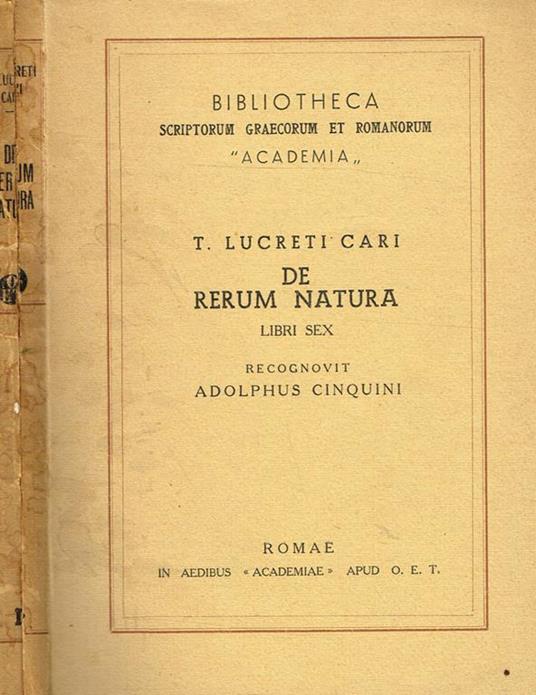 BIBLIOTHECA
SCRIPTORUM GRAECORUM ET ROMANORUM
"ACADEMIA„
T. LUCRETI CARI
DE
RERUM NATURA
LIBRI SEX
RECOGNOVIT
ADOLPHUS CINQUINI
ROMAE
IN AEDIBUS « ACADEMIAE » APUD O. E. T.